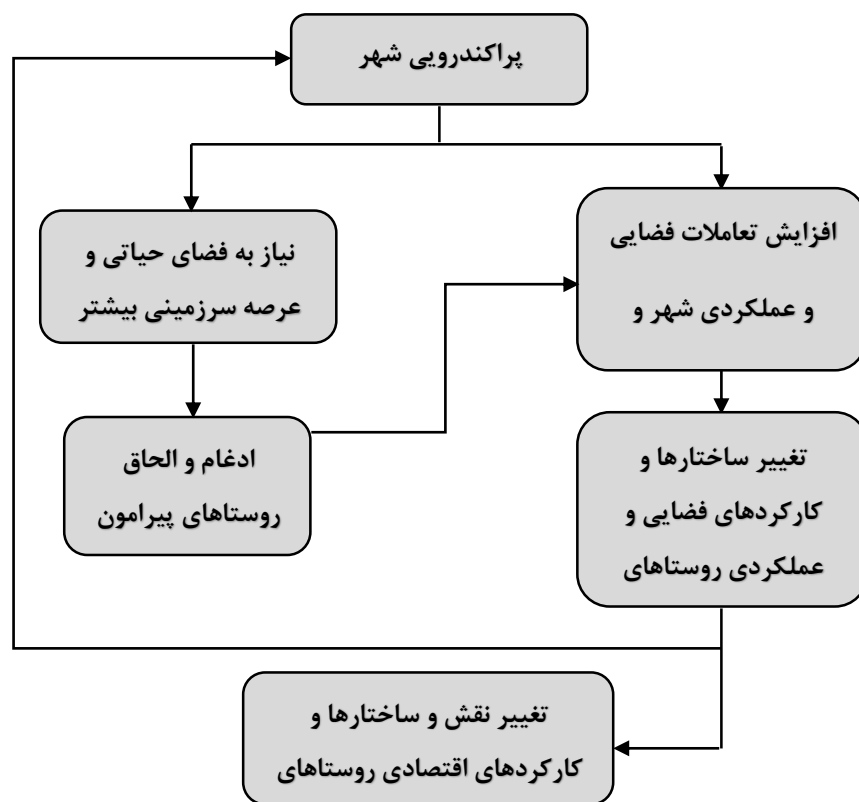 پراکندرویی شهر
افزایش تعاملات فضایی
و عملکردی شهر و
نیاز به فضای حیاتی و
عرصه سرزمینی بیشتر
ادغام و الحاق
روستاهای پیرامون
تغییر ساختارها و
کارکردهای فضایی و
عملکردی روستاهای
تغییر نقش و ساختارها و
کارکردهای اقتصادی روستاهای